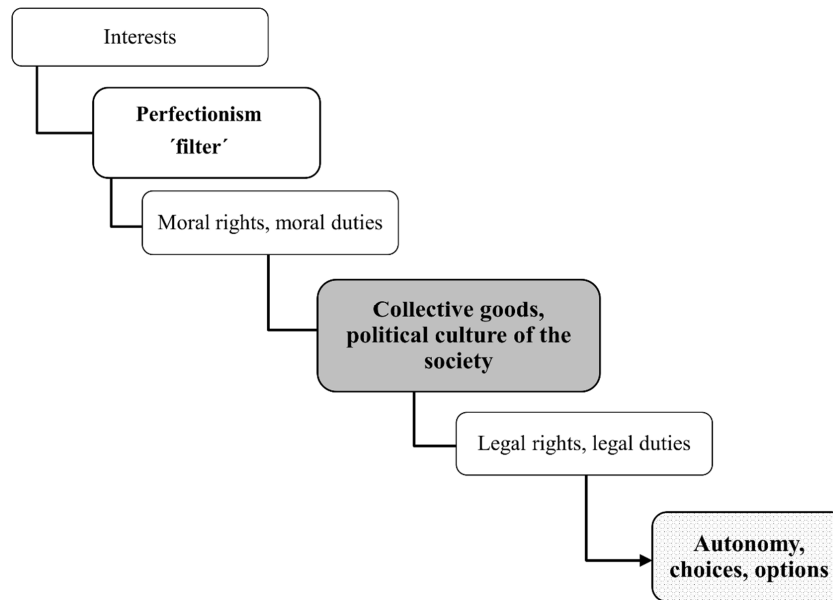 Interests
Perfectionism
´filter´
Moral rights, moral duties
Collective goods,
political culture of the
society
Legal rights, legal duties
Autonomy,
choices, options